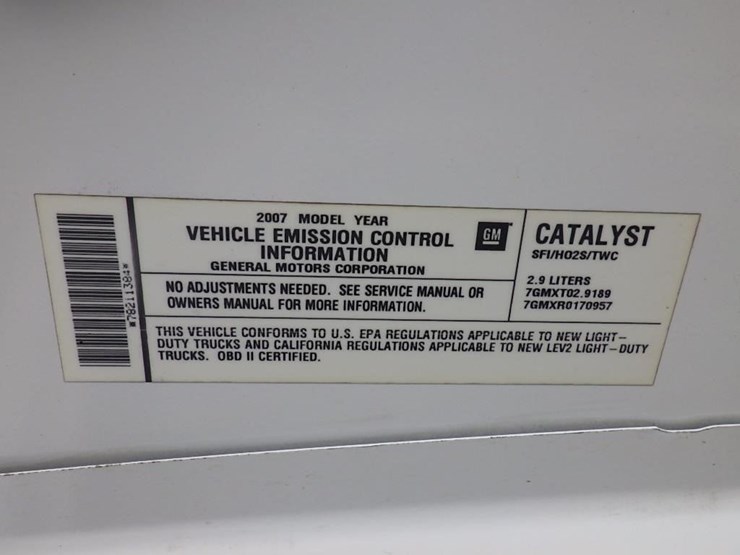 *78211384*
2007 MODEL YEAR
VEHICLE EMISSION CONTROL
INFORMATION
GENERAL MOTORS CORPORATION
GM
CATALYST
SFI/HO2S/TWC
NO ADJUSTMENTS NEEDED. SEE SERVICE MANUAL OR
OWNERS MANUAL FOR MORE INFORMATION.
2.9 LITERS
7GMXT02.9189
7GMXR0170957
THIS VEHICLE CONFORMS TO U.S. EPA REGULATIONS APPLICABLE TO NEW LIGHT-
DUTY TRUCKS AND CALIFORNIA REGULATIONS APPLICABLE TO NEW LEV2 LIGHT-DUTY
TRUCKS. OBD II CERTIFIED.